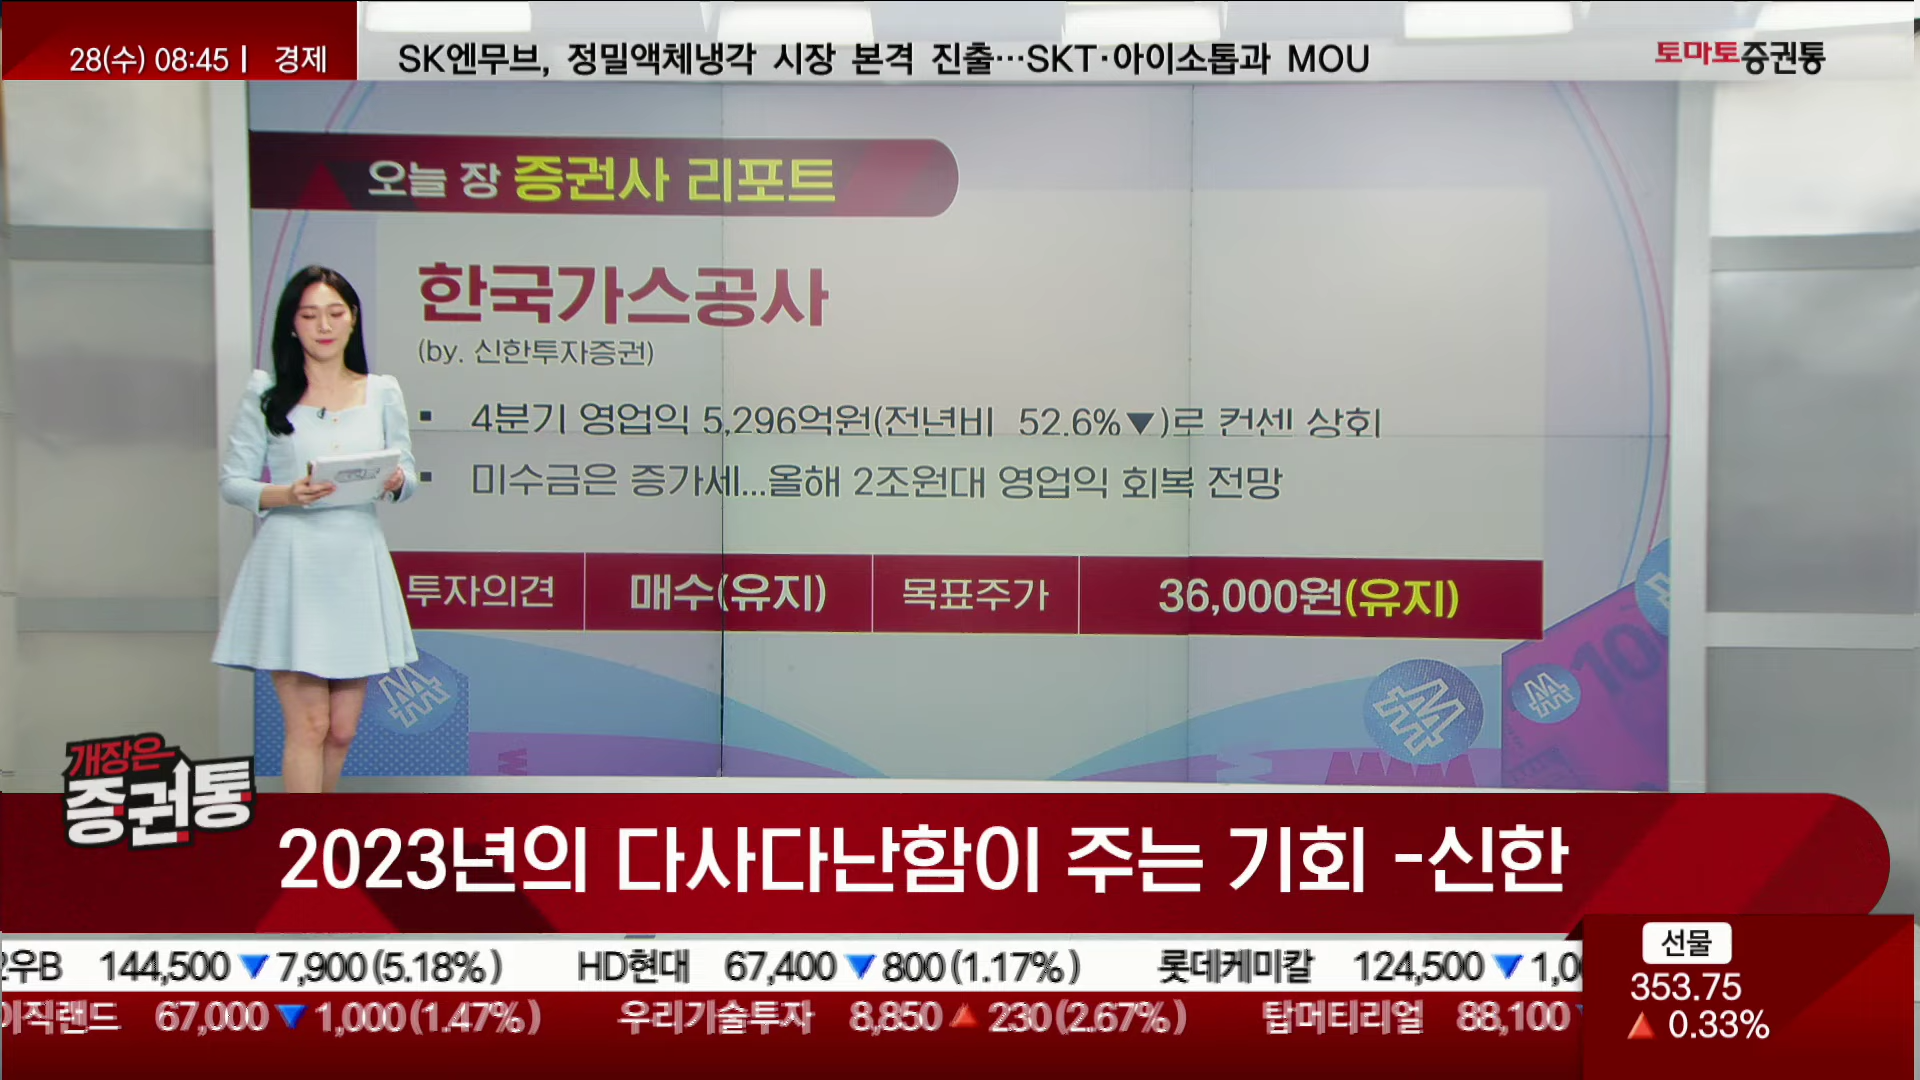 28(수) 08:45 | 경제
SK엔무브, 정밀액체냉각 시장 본격 진출…SKT·아이소톱과 MOU
토마토증권통
오늘 장 증권사 리포트
한국가스공사
(by. 신한투자증권)
▪ 4분기 영업익 5,296억원(전년비 52.6%▼)로 컨센 상회
▪ 미수금은 증가세...올해 2조원대 영업익 회복 전망
투자의견 매수(유지) 목표주가 36,000원(유지)
개장은
증권통
2023년의 다사다난함이 주는 기회 -신한
우B 144,500 ▼ 7,900 (5.18%) HD현대 67,400 ▼ 800 (1.17%) 롯데케미칼 124,500 ▼ 1,0
직랜드 67,000 ▼ 1,000 (1.47%) 우리기술투자 8,850 ▲ 230 (2.67%) 탑머티리얼 88,100
선물
353.75
▲ 0.33%